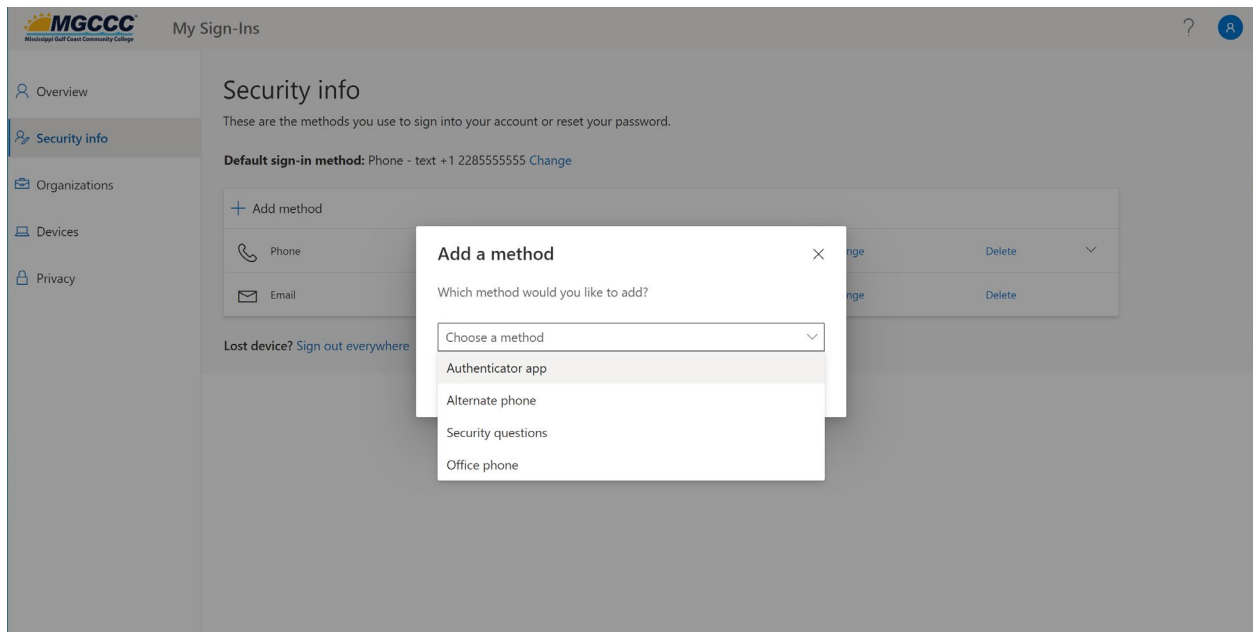 MGCCC
Mississippi Gulf Coast Community College
My Sign-Ins
?
A
Overview
Security info
Organizations
Devices
Privacy
Security info
These are the methods you use to sign into your account or reset your password.
Default sign-in method: Phone - text +1 2285555555 Change
+ Add method
Phone
nge
Delete
Email
nge
Delete
Lost device? Sign out everywhere
Add a method
Which method would you like to add?
Choose a method
Authenticator app
Alternate phone
Security questions
Office phone